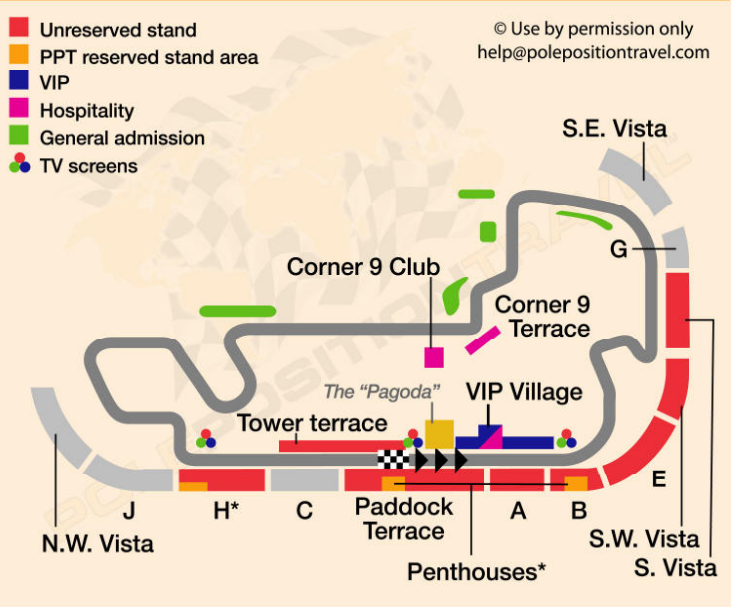 Unreserved stand
PPT reserved stand area
VIP
Hospitality
General admission
TV screens
© Use by permission only
help@polepositiontravel.com
S.E. Vista
G
Corner 9 Club
Corner 9
Terrace
The “Pagoda”
VIP Village
Tower terrace
J
H*
C
Paddock
Terrace
A
B
E
N.W. Vista
S.W. Vista
S. Vista
Penthouses*
POLEPOSITIONTRAVEL